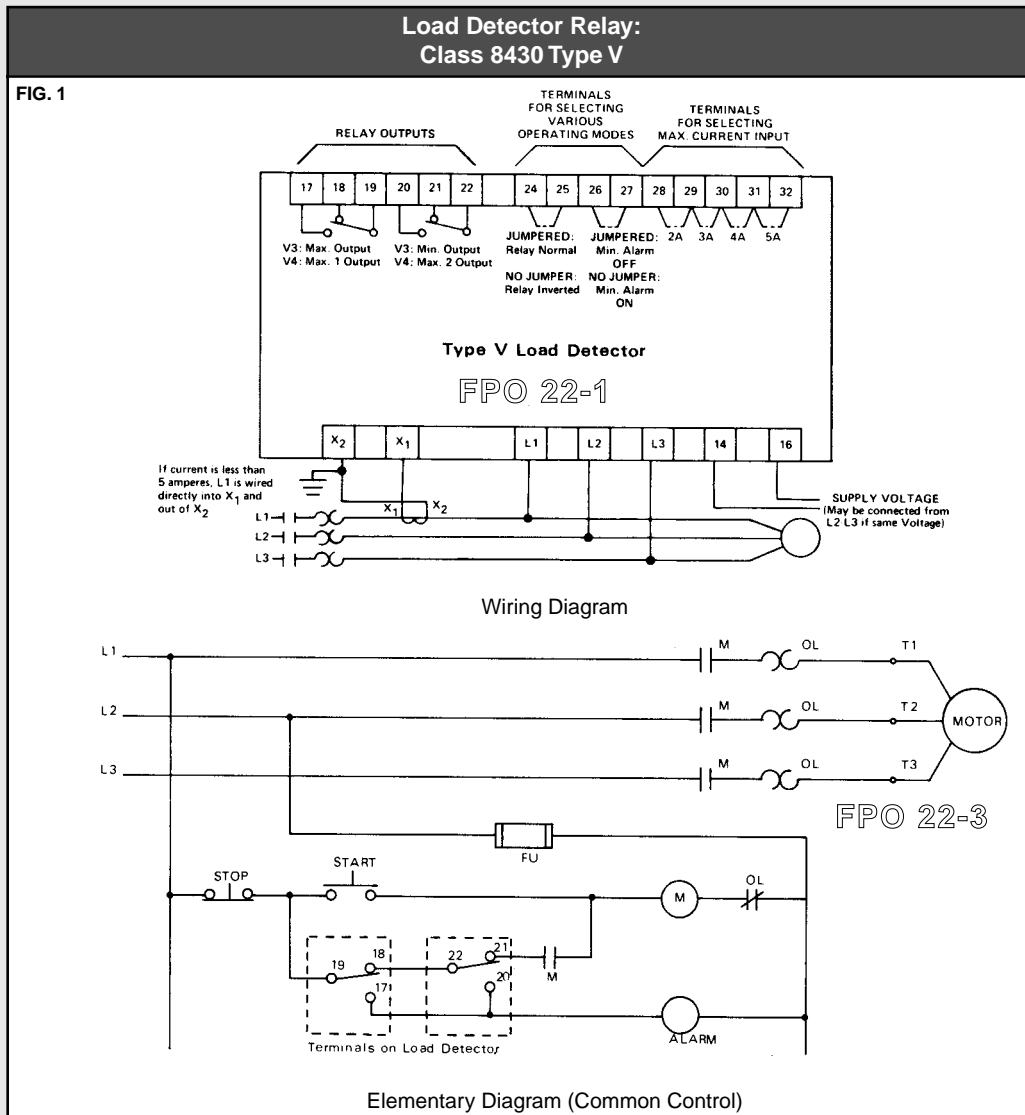 Load Detector Relay:
Class 8430 Type V
FIG. 1
RELAY OUTPUTS
TERMINALS
FOR SELECTING
VARIOUS
OPERATING MODES
TERMINALS
FOR SELECTING
MAX. CURRENT INPUT
17 18 19 20 21 22 24 25 26 27 28 29 30 31 32
2A 3A 4A 5A
V3: Max. Output
V4: Max. 1 Output
V3: Min. Output
V4: Max. 2 Output
JUMPERED:
Relay Normal
NO JUMPER:
Relay Inverted
JUMPERED:
Min. Alarm
OFF
NO JUMPER:
Min. Alarm
ON
Type V Load Detector
FPO 22-1
X2 X1 L1 L2 L3 14 16
If current is less than
5 amperes, L1 is wired
directly into X1 and
out of X2
X1 X2
L1
L2
L3
SUPPLY VOLTAGE
(May be connected from
L2 L3 if same Voltage)
Wiring Diagram
L1 M OL T1
L2 M OL T2
MOTOR
L3 M OL T3
FPO 22-3
FU
STOP START
M OL
19 18 17 22 21 20 M
ALARM
Terminals on Load Detector
Elementary Diagram (Common Control)